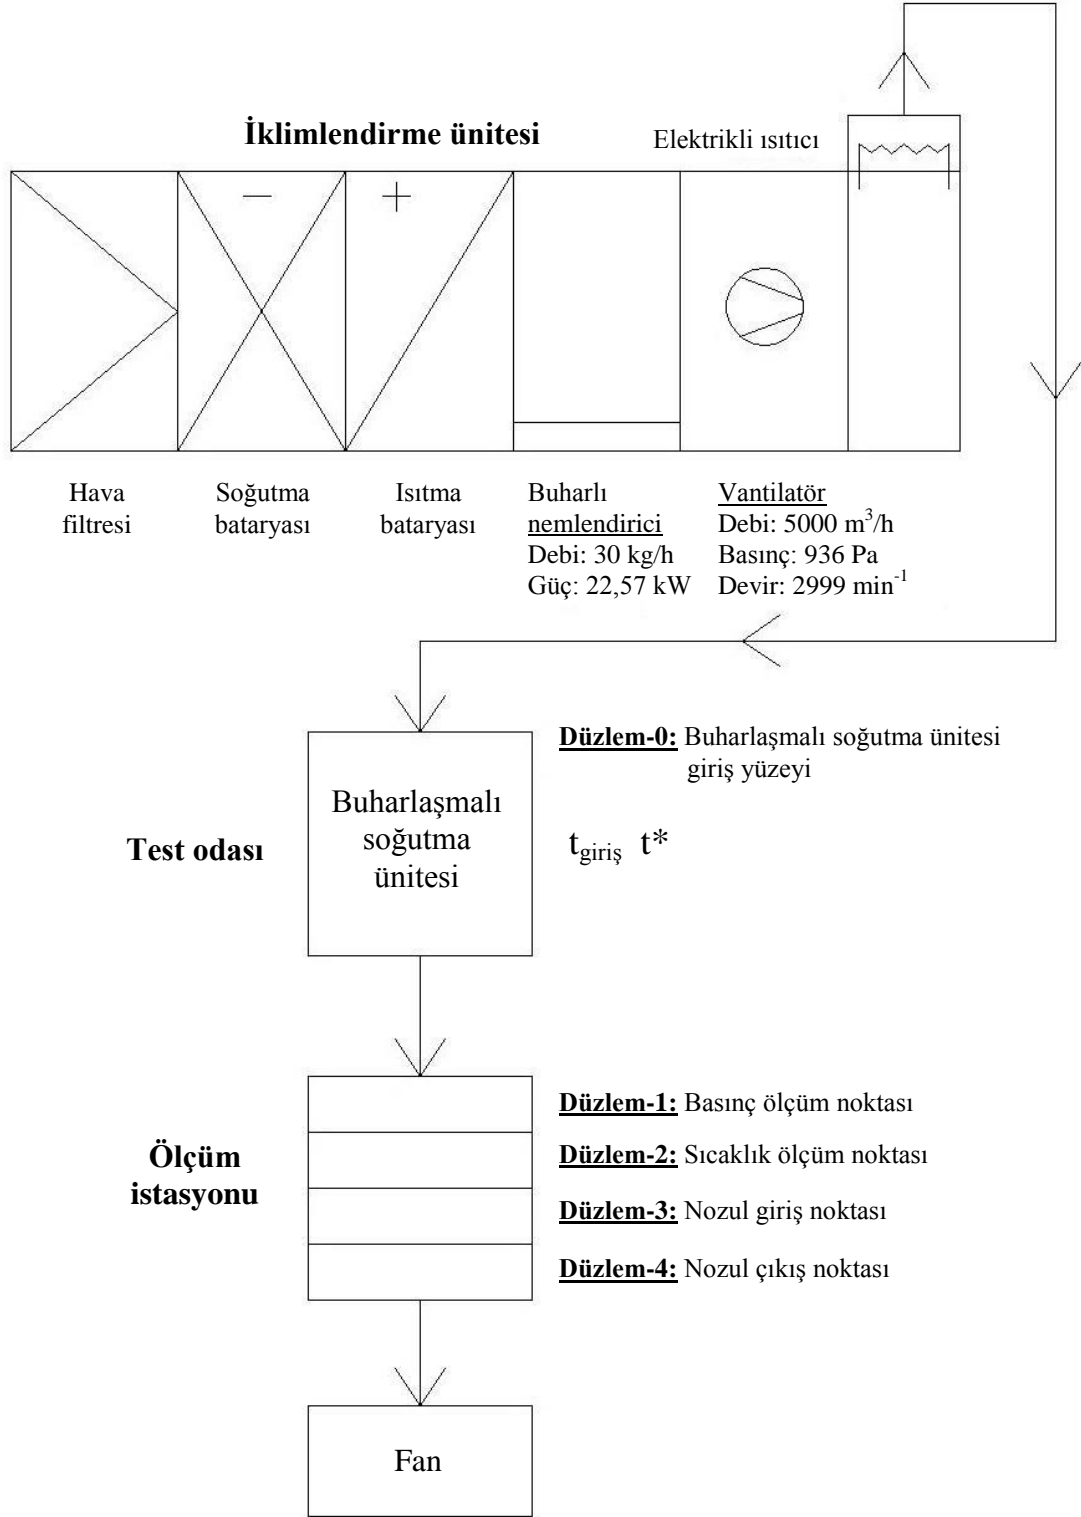 İklimlendirme ünitesi
Elektrikli ısıtıcı
Hava
filtresi
Soğutma
bataryası
Isıtma
bataryası
Buharlı
nemlendirici
Debi: 30 kg/h
Güç: 22,57 kW
Vantilatör
Debi: 5000 m³/h
Basınç: 936 Pa
Devir: 2999 min⁻¹
Düzlem-0: Buharlaşmalı soğutma ünitesi
giriş yüzeyi
Test odası
Buharlaşmalı
soğutma
ünitesi
tgiriş t*
Ölçüm
istasyonu
Düzlem-1: Basınç ölçüm noktası
Düzlem-2: Sıcaklık ölçüm noktası
Düzlem-3: Nozul giriş noktası
Düzlem-4: Nozul çıkış noktası
Fan